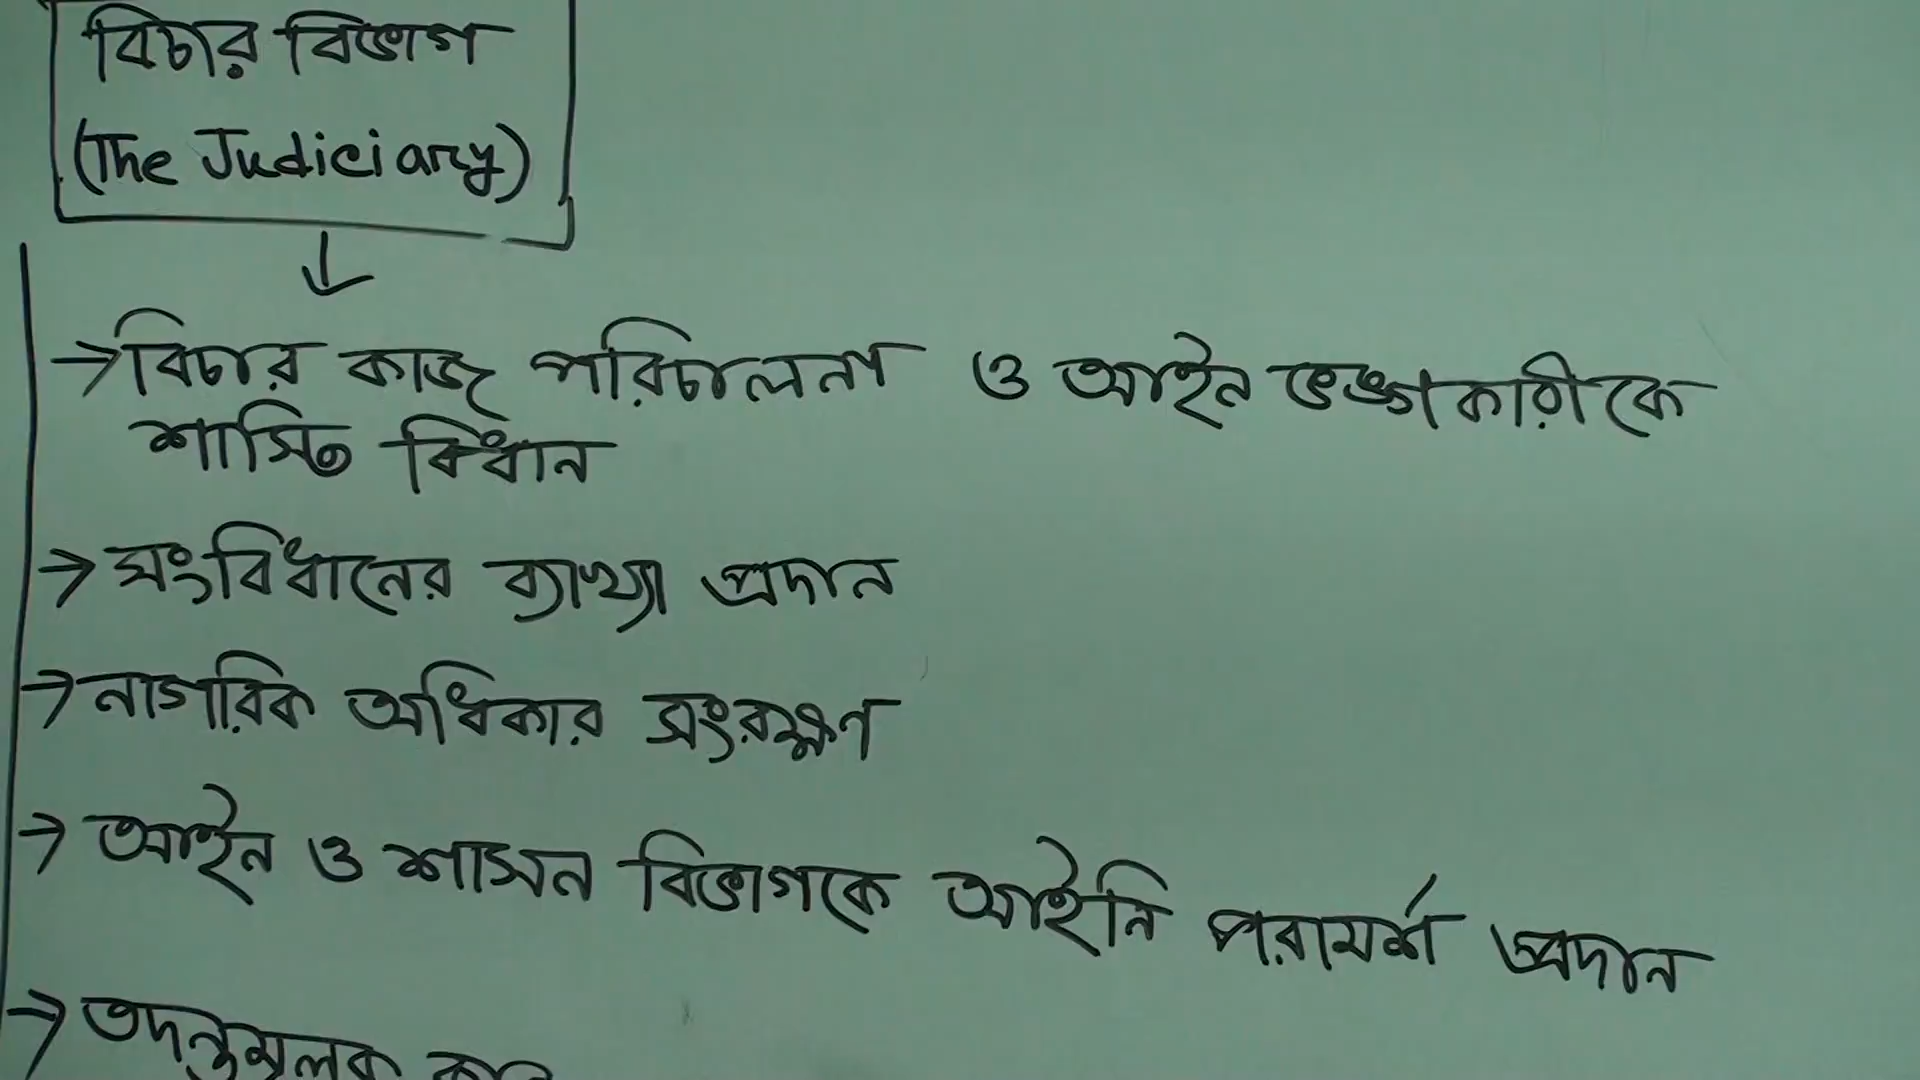 বিচার বিভাগ
(The Judiciary)
→ বিচার কাজ পরিচালনা ও আইন ভঙ্গকারীকে
শাস্তি বিধান
→ সংবিধানের ব্যাখ্যা প্রদান
→ নাগরিক অধিকার সংরক্ষণ
→ আইন ও শাসন বিভাগকে আইনি পরামর্শ প্রদান
→ তদন্তমূলক